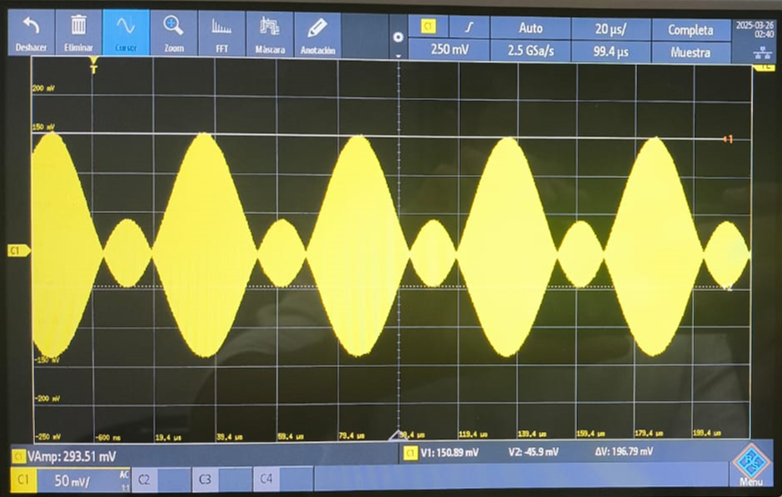 Deshacer Eliminar Cursor Zoom FFT Máscara Anotación
C1 Auto 20 µs/ Completa
250 mV 2.5 GSa/s 99.4 µs Muestra
2025-03-26
02:40
T
200 mV
150 mV
1
C1
2
-150 mV
-200 mV
-250 mV -600 ns 19.4 µs 39.4 µs 59.4 µs 79.4 µs 99.4 µs 119.4 µs 139.4 µs 159.4 µs 179.4 µs 199.4 µs
C1 VAmp: 293.51 mV C1 V1: 150.89 mV V2: -45.9 mV ΔV: 196.79 mV
C1 50 mV/ AC 1:1 C2 C3 C4
Menu